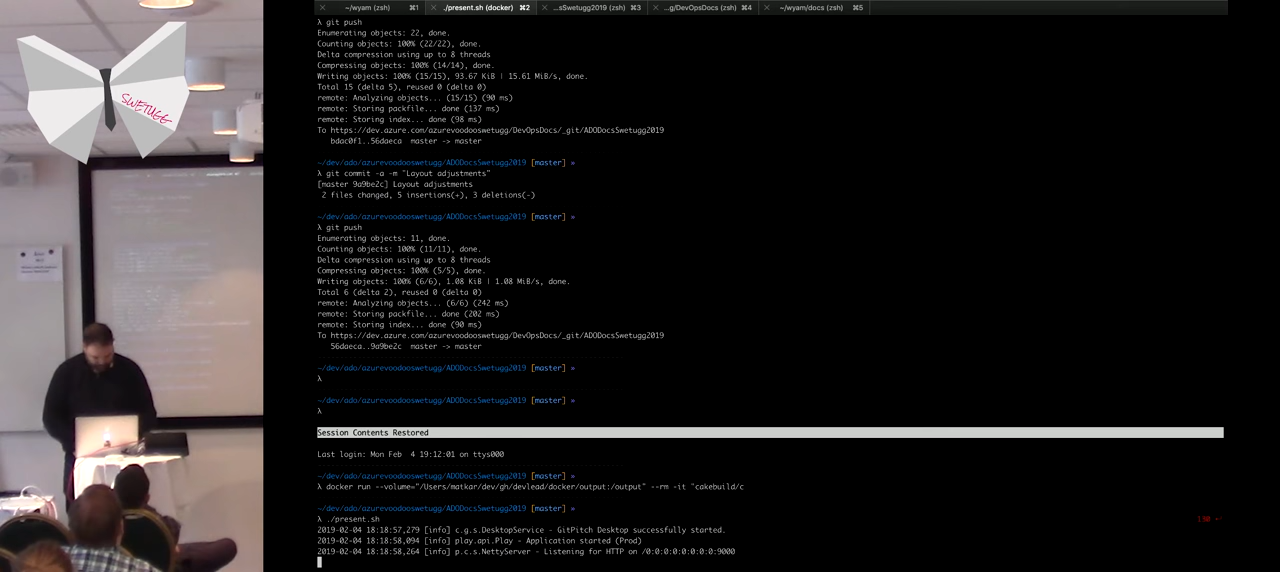 SWETUGG
~/wyam (zsh) ⌘1 ./present.sh (docker) ⌘2 ...sSwetugg2019 (zsh) ⌘3 ...g/DevOpsDocs (zsh) ⌘4 ~/wyam/docs (zsh) ⌘5
λ git push
Enumerating objects: 22, done.
Counting objects: 100% (22/22), done.
Delta compression using up to 8 threads
Compressing objects: 100% (14/14), done.
Writing objects: 100% (15/15), 93.67 KiB | 15.61 MiB/s, done.
Total 15 (delta 5), reused 0 (delta 0)
remote: Analyzing objects... (15/15) (90 ms)
remote: Storing packfile... done (137 ms)
remote: Storing index... done (98 ms)
To https://dev.azure.com/azurevoodooswetugg/DevOpsDocs/_git/ADODocsSwetugg2019
bdac0f1..56daeca master -> master
~/dev/ado/azurevoodooswetugg/ADODocsSwetugg2019 [master] »
λ git commit -a -m "Layout adjustments"
[master 9a9be2c] Layout adjustments
2 files changed, 5 insertions(+), 3 deletions(-)
~/dev/ado/azurevoodooswetugg/ADODocsSwetugg2019 [master] »
λ git push
Enumerating objects: 11, done.
Counting objects: 100% (11/11), done.
Delta compression using up to 8 threads
Compressing objects: 100% (5/5), done.
Writing objects: 100% (6/6), 1.08 KiB | 1.08 MiB/s, done.
Total 6 (delta 2), reused 0 (delta 0)
remote: Analyzing objects... (6/6) (242 ms)
remote: Storing packfile... done (202 ms)
remote: Storing index... done (90 ms)
To https://dev.azure.com/azurevoodooswetugg/DevOpsDocs/_git/ADODocsSwetugg2019
56daeca..9a9be2c master -> master
~/dev/ado/azurevoodooswetugg/ADODocsSwetugg2019 [master] »
λ
~/dev/ado/azurevoodooswetugg/ADODocsSwetugg2019 [master] »
λ
Session Contents Restored
Last login: Mon Feb 4 19:12:01 on ttys000
~/dev/ado/azurevoodooswetugg/ADODocsSwetugg2019 [master] »
λ docker run --volume="/Users/matkar/dev/gh/devlead/docker/output:/output" --rm -it "cakebuild/c
~/dev/ado/azurevoodooswetugg/ADODocsSwetugg2019 [master] »
λ ./present.sh
130 ↵
2019-02-04 18:18:57,279 [info] c.g.s.DesktopService - GitPitch Desktop successfully started.
2019-02-04 18:18:58,094 [info] play.api.Play - Application started (Prod)
2019-02-04 18:18:58,264 [info] p.c.s.NettyServer - Listening for HTTP on /0:0:0:0:0:0:0:0:9000